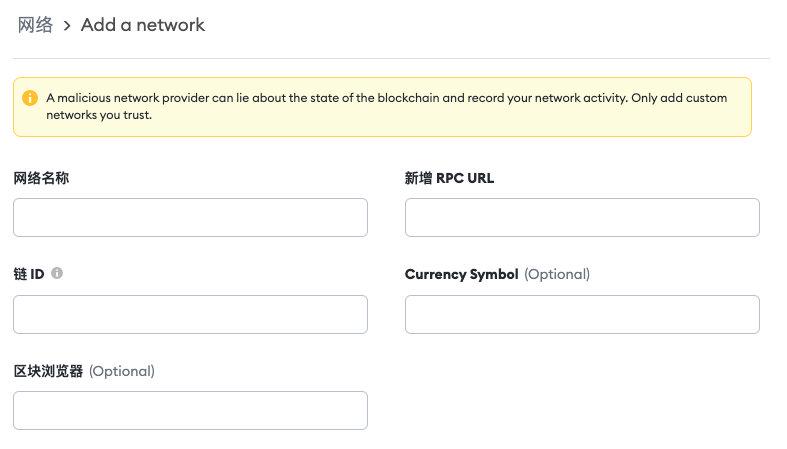 网络 > Add a network
A malicious network provider can lie about the state of the blockchain and record your network activity. Only add custom
networks you trust.
网络名称
新增 RPC URL
链 ID
Currency Symbol (Optional)
区块浏览器 (Optional)